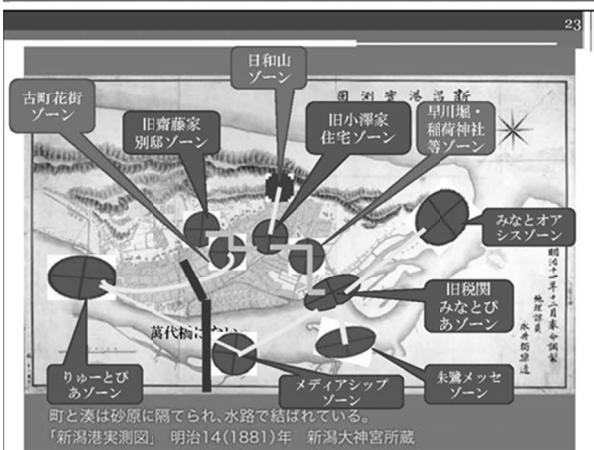 23
日和山
ゾーン
新潟港実測図
古町花街
ゾーン
旧齋藤家
別邸ゾーン
旧小澤家
住宅ゾーン
早川堀・
稲荷神社
等ゾーン
みなとオア
シスゾーン
旧税関
みなとぴ
あゾーン
萬代橋はない
りゅーとぴ
あゾーン
メディアシップ
ゾーン
朱鷺メッセ
ゾーン
町と湊は砂原に隔てられ、水路で結ばれている。
「新潟港実測図」 明治14(1881)年 新潟大神宮所蔵